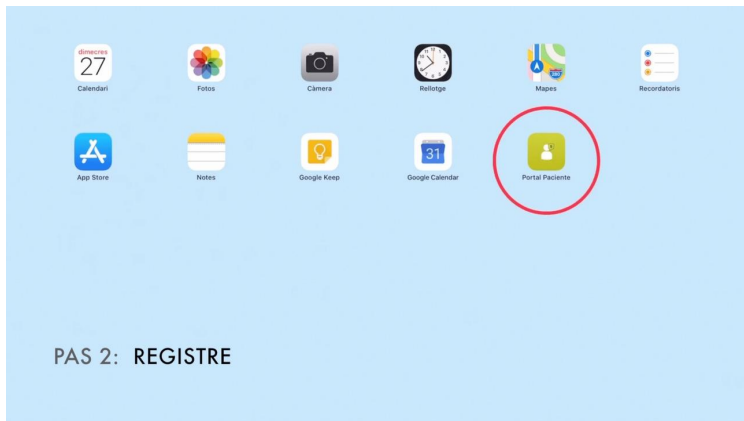 dimecres
27
Calendari
Fotos
Càmera
Rellotge
280
Mapes
Recordatoris
App Store
Notes
Google Keep
31
Google Calendar
Portal Paciente
PAS 2: REGISTRE